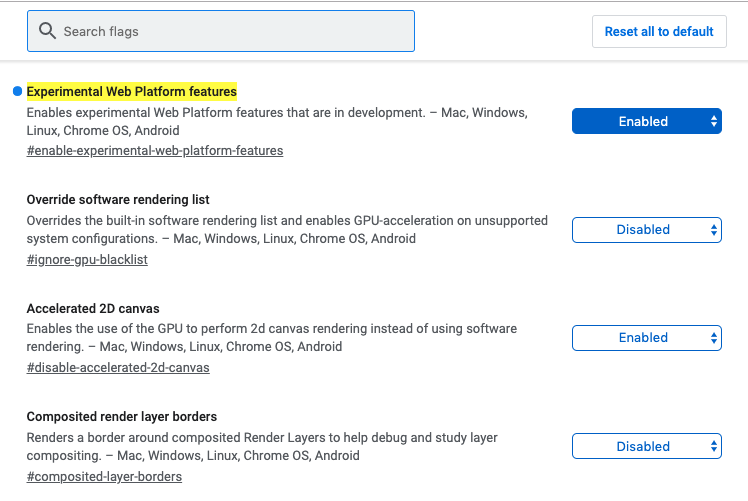 Search flags
Reset all to default
Experimental Web Platform features
Enables experimental Web Platform features that are in development. – Mac, Windows,
Linux, Chrome OS, Android
#enable-experimental-web-platform-features
Enabled
Override software rendering list
Overrides the built-in software rendering list and enables GPU-acceleration on unsupported
system configurations. – Mac, Windows, Linux, Chrome OS, Android
#ignore-gpu-blacklist
Disabled
Accelerated 2D canvas
Enables the use of the GPU to perform 2d canvas rendering instead of using software
rendering. – Mac, Windows, Linux, Chrome OS, Android
#disable-accelerated-2d-canvas
Enabled
Composited render layer borders
Renders a border around composited Render Layers to help debug and study layer
compositing. – Mac, Windows, Linux, Chrome OS, Android
#composited-layer-borders
Disabled